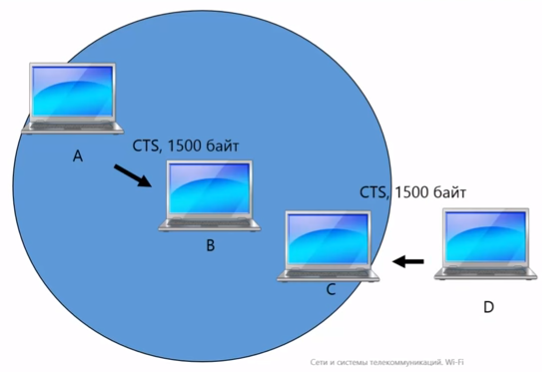 A
CTS, 1500 байт
B
CTS, 1500 байт
C
D
Сети и системы телекоммуникаций. Wi-Fi